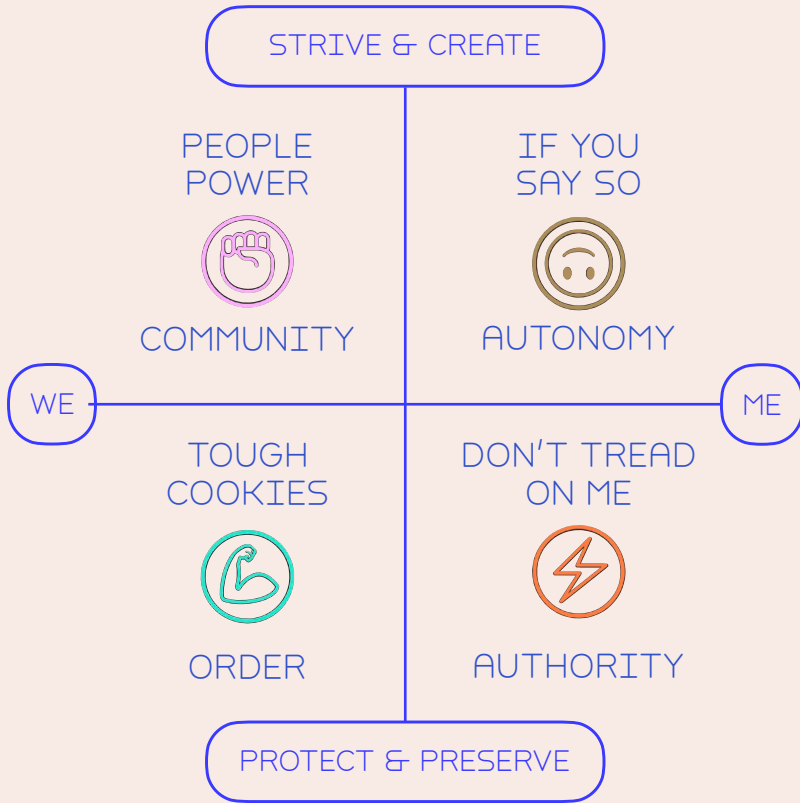 STRIVE & CREATE
PEOPLE
POWER
COMMUNITY
IF YOU
SAY SO
AUTONOMY
WE
ME
TOUGH
COOKIES
ORDER
DON'T TREAD
ON ME
AUTHORITY
PROTECT & PRESERVE